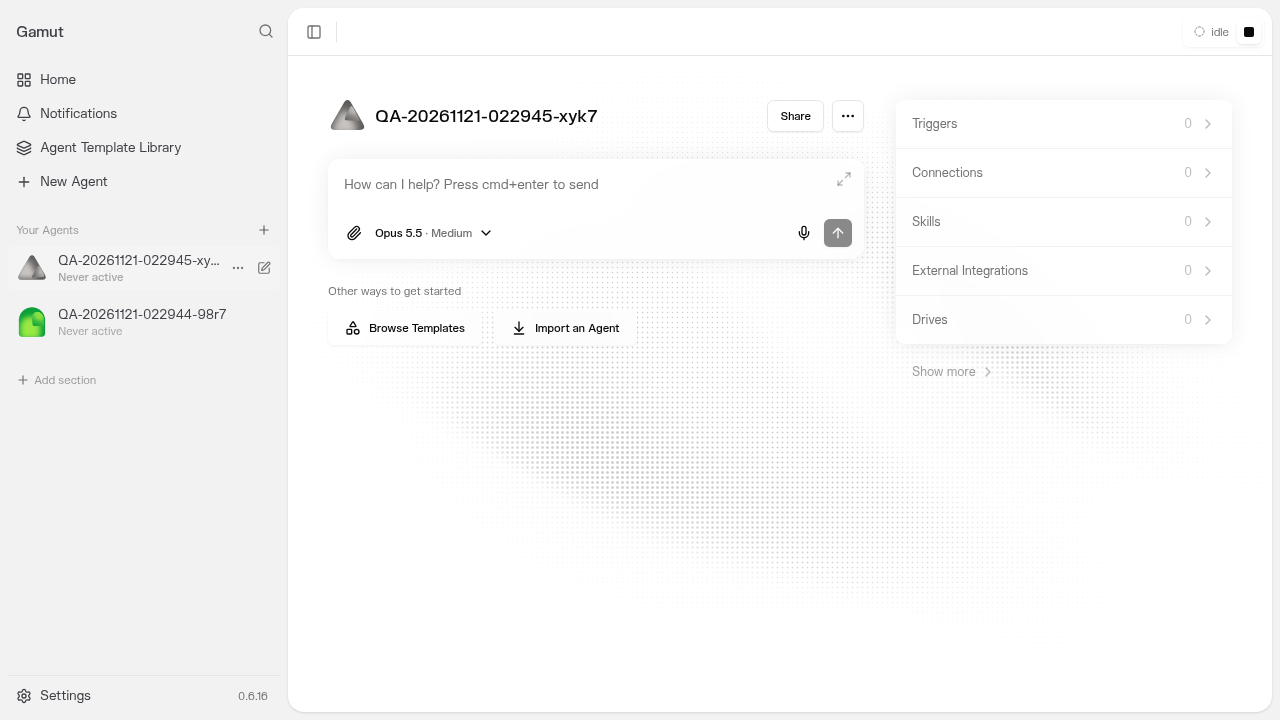 Gamut
Home
Notifications
Agent Template Library
New Agent
Your Agents
QA-20261121-022945-xy...
Never active
QA-20261121-022944-98r7
Never active
Add section
Settings
0.6.16
idle
QA-20261121-022945-xyk7
Share
How can I help? Press cmd+enter to send
Opus 5.5 · Medium
Other ways to get started
Browse Templates
Import an Agent
Triggers 0
Connections 0
Skills 0
External Integrations 0
Drives 0
Show more